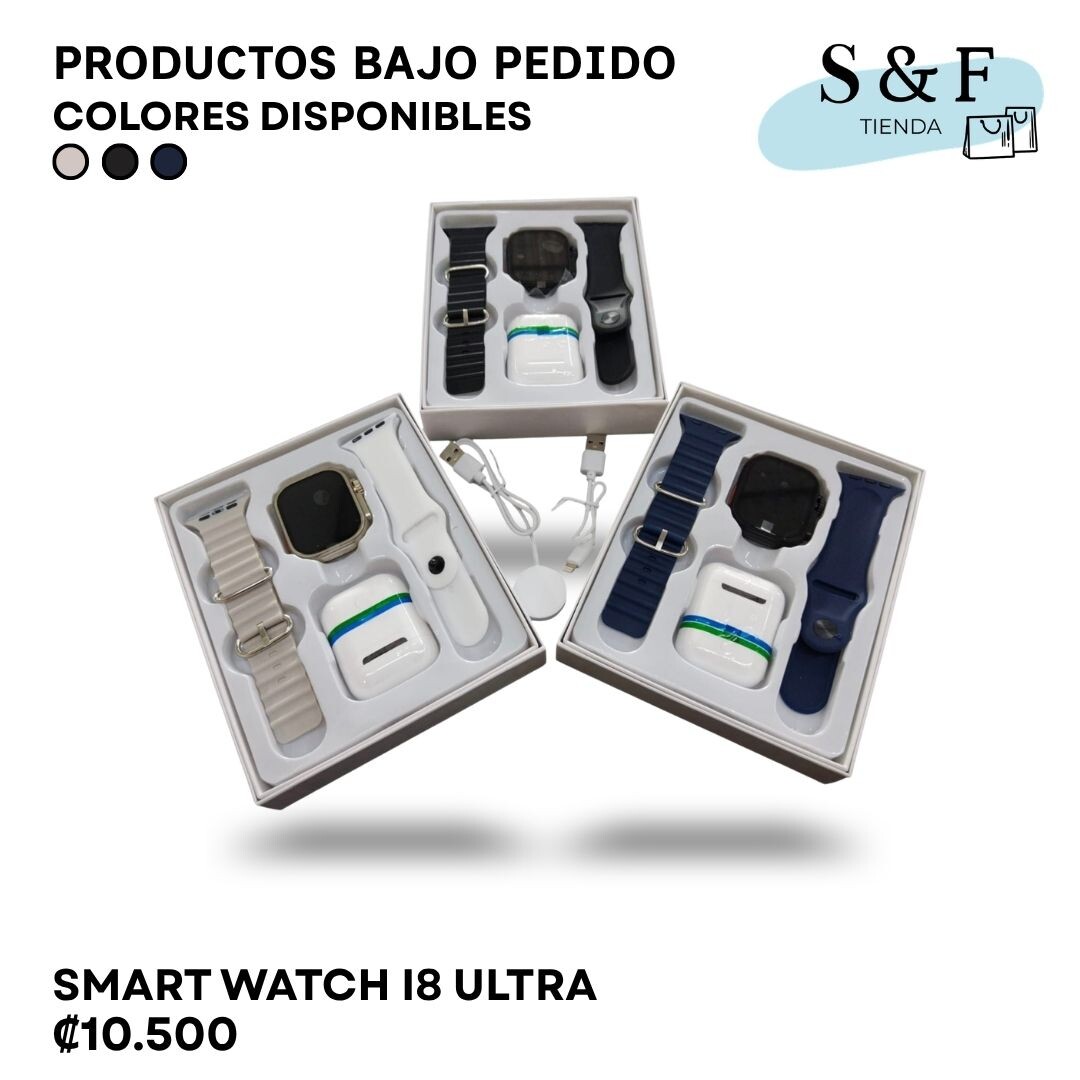 PRODUCTOS BAJO PEDIDO
COLORES DISPONIBLES
S & F
TIENDA
SMART WATCH I8 ULTRA
₡10.500